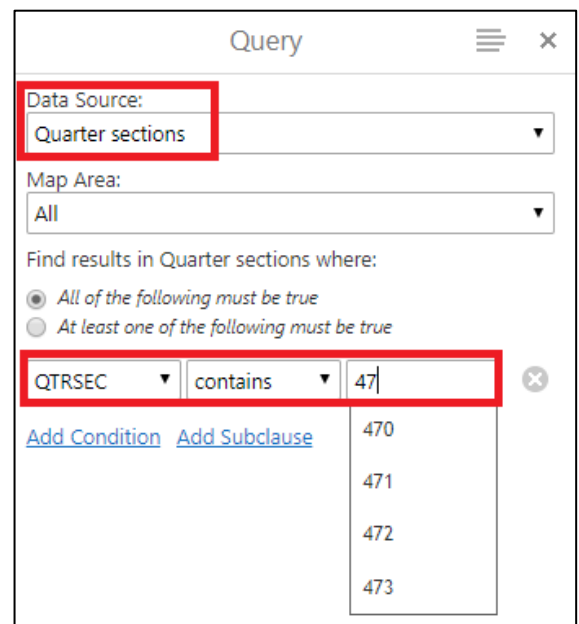 Query
Data Source:
Quarter sections
Map Area:
All
Find results in Quarter sections where:
All of the following must be true
At least one of the following must be true
QTRSEC contains 47
Add Condition Add Subclause
470
471
472
473